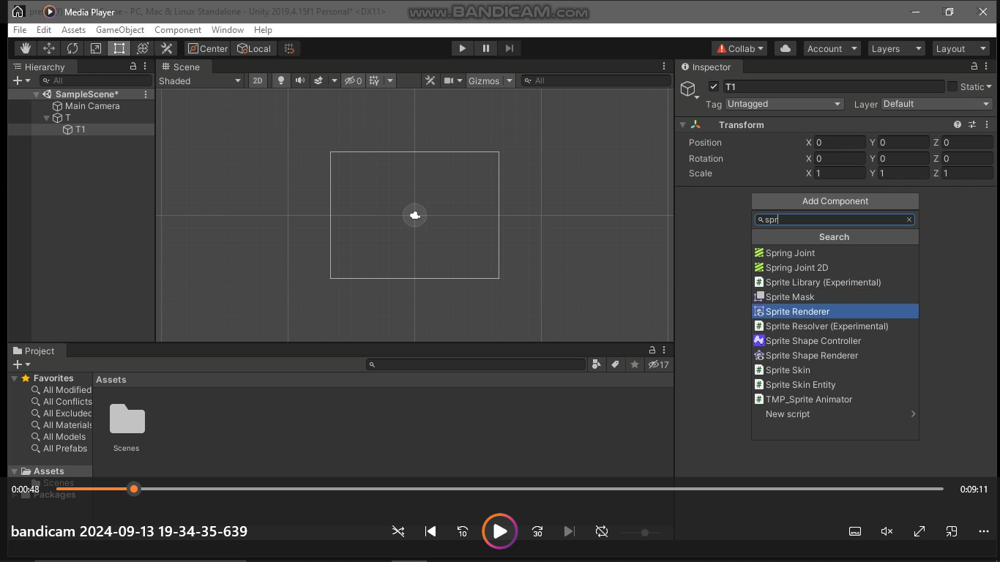 Media Player
- PC, Mac & Linux Standalone - Unity 2019.4.15f1 Personal* <DX11>
www.BANDICAM.com
File Edit Assets GameObject Component Window Help
Center Local Collab Account Layers Layout
Hierarchy
All
SampleScene*
Main Camera
T
T1
Scene
Shaded 2D 0 Gizmos All
Inspector
T1 Static
Tag Untagged Layer Default
Transform
Position X 0 Y 0 Z 0
Rotation X 0 Y 0 Z 0
Scale X 1 Y 1 Z 1
Add Component
spr
Search
Spring Joint
Spring Joint 2D
Sprite Library (Experimental)
Sprite Mask
Sprite Renderer
Sprite Resolver (Experimental)
Sprite Shape Controller
Sprite Shape Renderer
Sprite Skin
Sprite Skin Entity
TMP_Sprite Animator
New script
Project
17
Favorites
All Modified
All Conflicts
All Excluded
All Materials
All Models
All Prefabs
Assets
Scenes
Packages
Assets
Scenes
0:00:48
0:09:11
bandicam 2024-09-13 19-34-35-639
10
30